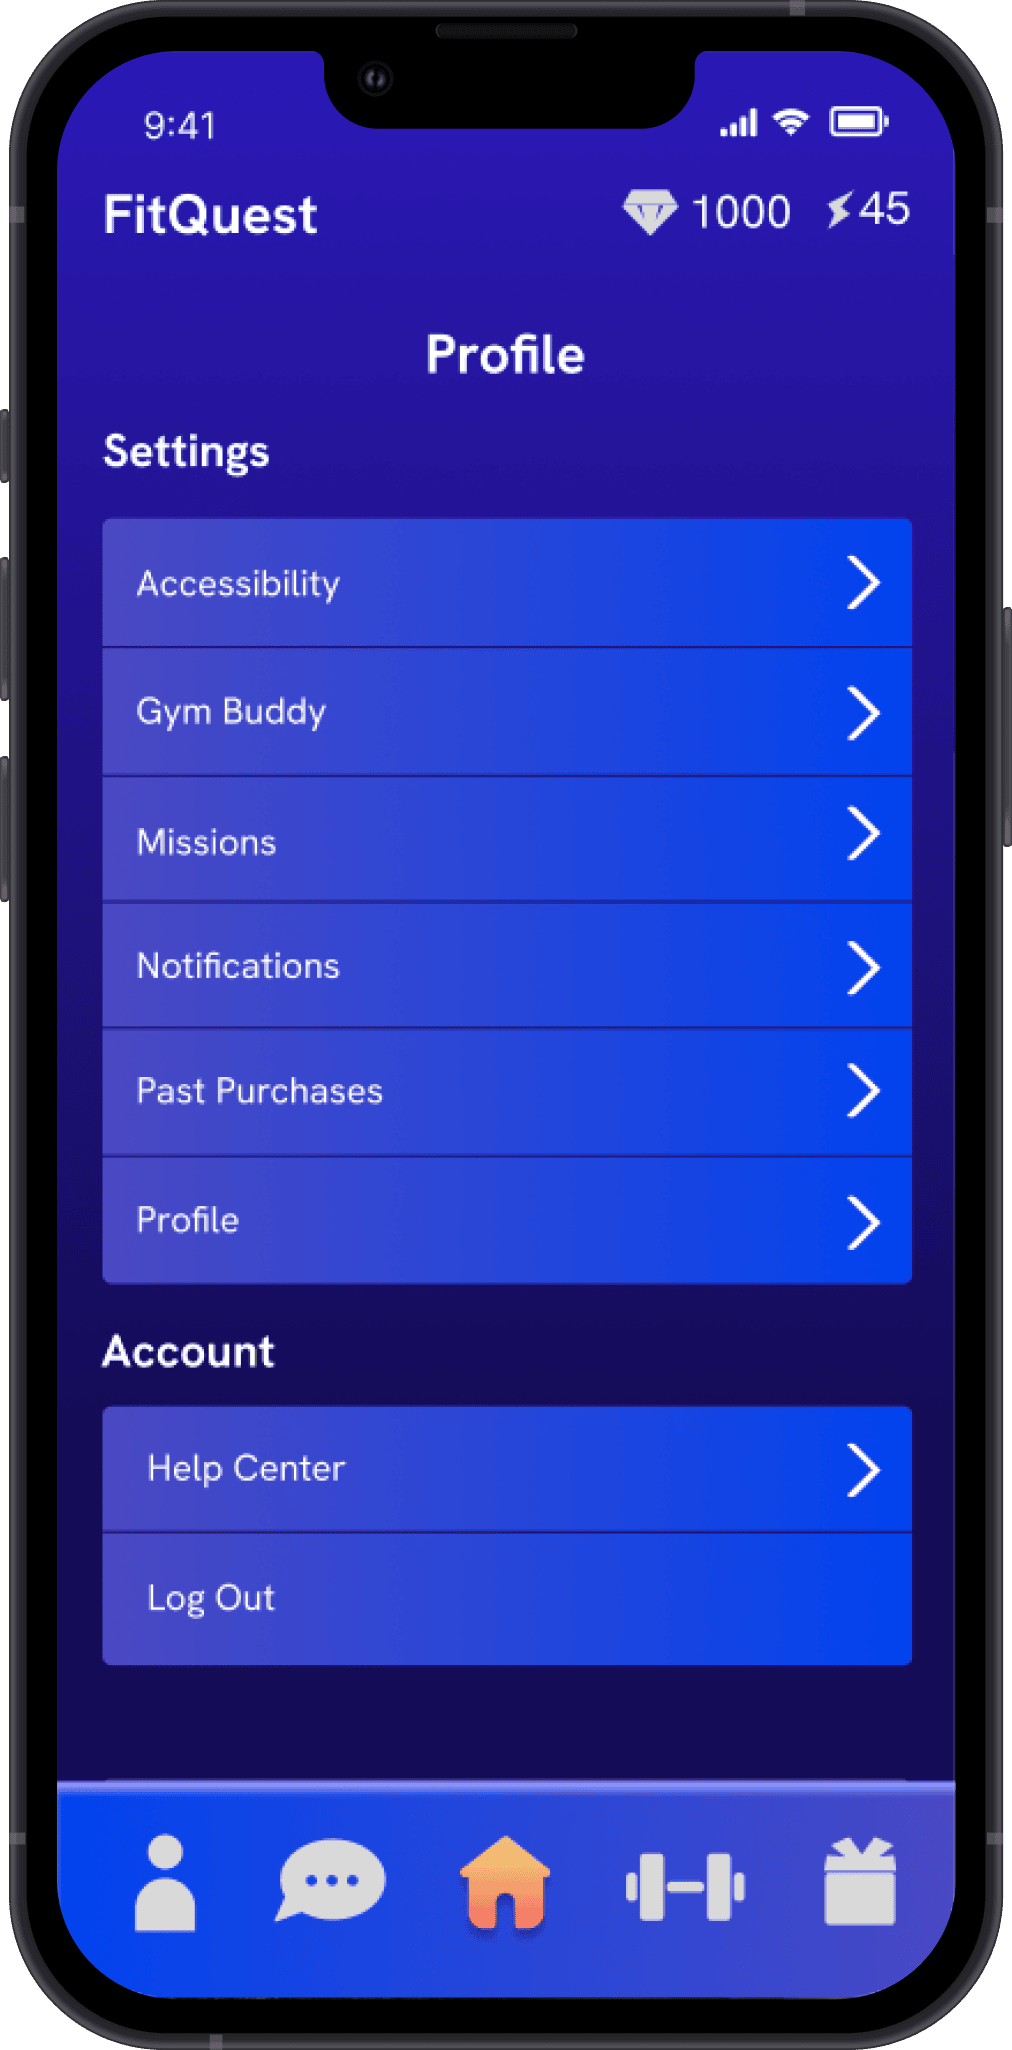 9:41
FitQuest 1000 45
Profile
Settings
Accessibility
Gym Buddy
Missions
Notifications
Past Purchases
Profile
Account
Help Center
Log Out